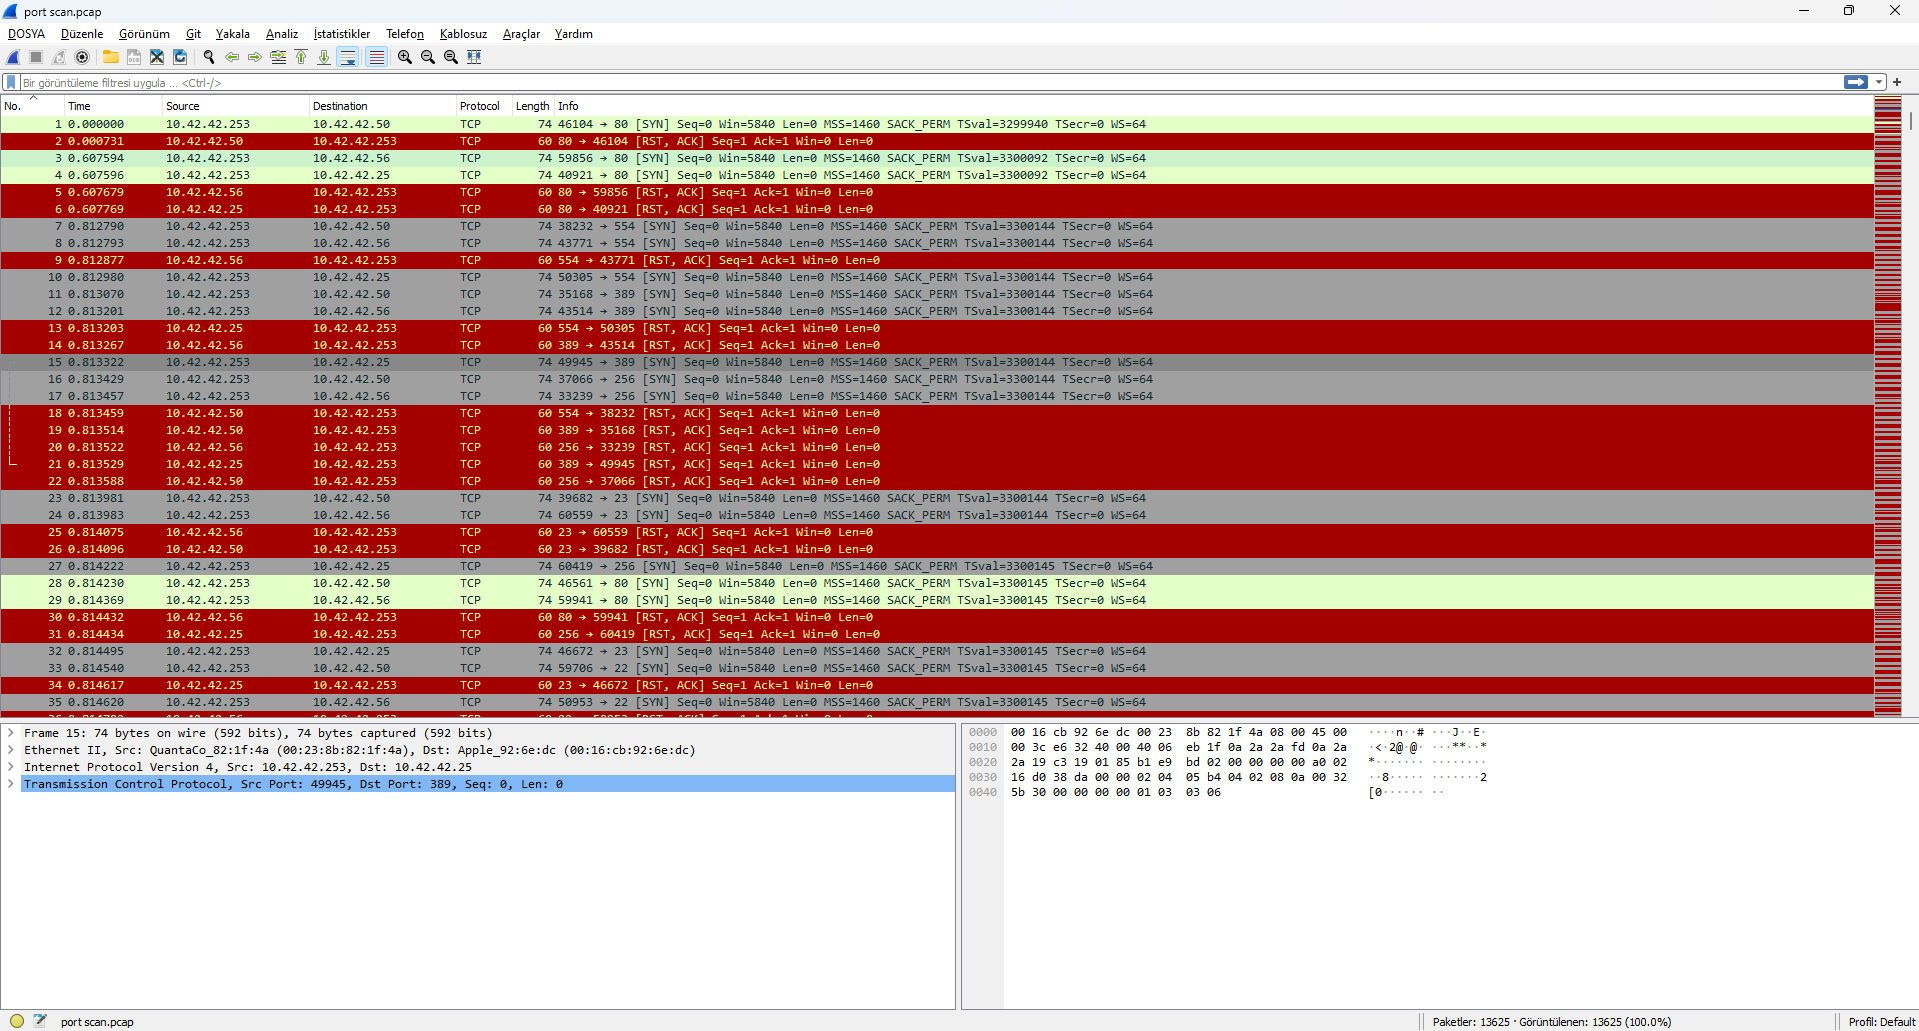 port scan.pcap
DOSYA Düzenle Görünüm Git Yakala Analiz İstatistikler Telefon Kablosuz Araçlar Yardım
Bir görüntüleme filtresi uygula ... <Ctrl-/>
No. Time Source Destination Protocol Length Info
1 0.000000 10.42.42.253 10.42.42.50 TCP 74 46104 → 80 [SYN] Seq=0 Win=5840 Len=0 MSS=1460 SACK_PERM TSval=3299940 TSecr=0 WS=64
2 0.000731 10.42.42.50 10.42.42.253 TCP 60 80 → 46104 [RST, ACK] Seq=1 Ack=1 Win=0 Len=0
3 0.607594 10.42.42.253 10.42.42.56 TCP 74 59856 → 80 [SYN] Seq=0 Win=5840 Len=0 MSS=1460 SACK_PERM TSval=3300092 TSecr=0 WS=64
4 0.607596 10.42.42.253 10.42.42.25 TCP 74 40921 → 80 [SYN] Seq=0 Win=5840 Len=0 MSS=1460 SACK_PERM TSval=3300092 TSecr=0 WS=64
5 0.607679 10.42.42.56 10.42.42.253 TCP 60 80 → 59856 [RST, ACK] Seq=1 Ack=1 Win=0 Len=0
6 0.607769 10.42.42.25 10.42.42.253 TCP 60 80 → 40921 [RST, ACK] Seq=1 Ack=1 Win=0 Len=0
7 0.812790 10.42.42.253 10.42.42.50 TCP 74 38232 → 554 [SYN] Seq=0 Win=5840 Len=0 MSS=1460 SACK_PERM TSval=3300144 TSecr=0 WS=64
8 0.812793 10.42.42.253 10.42.42.56 TCP 74 43771 → 554 [SYN] Seq=0 Win=5840 Len=0 MSS=1460 SACK_PERM TSval=3300144 TSecr=0 WS=64
9 0.812877 10.42.42.56 10.42.42.253 TCP 60 554 → 43771 [RST, ACK] Seq=1 Ack=1 Win=0 Len=0
10 0.812980 10.42.42.253 10.42.42.25 TCP 74 50305 → 554 [SYN] Seq=0 Win=5840 Len=0 MSS=1460 SACK_PERM TSval=3300144 TSecr=0 WS=64
11 0.813070 10.42.42.253 10.42.42.50 TCP 74 35168 → 389 [SYN] Seq=0 Win=5840 Len=0 MSS=1460 SACK_PERM TSval=3300144 TSecr=0 WS=64
12 0.813201 10.42.42.253 10.42.42.56 TCP 74 43514 → 389 [SYN] Seq=0 Win=5840 Len=0 MSS=1460 SACK_PERM TSval=3300144 TSecr=0 WS=64
13 0.813203 10.42.42.25 10.42.42.253 TCP 60 554 → 50305 [RST, ACK] Seq=1 Ack=1 Win=0 Len=0
14 0.813267 10.42.42.56 10.42.42.253 TCP 60 389 → 43514 [RST, ACK] Seq=1 Ack=1 Win=0 Len=0
15 0.813322 10.42.42.253 10.42.42.25 TCP 74 49945 → 389 [SYN] Seq=0 Win=5840 Len=0 MSS=1460 SACK_PERM TSval=3300144 TSecr=0 WS=64
16 0.813429 10.42.42.253 10.42.42.50 TCP 74 37066 → 256 [SYN] Seq=0 Win=5840 Len=0 MSS=1460 SACK_PERM TSval=3300144 TSecr=0 WS=64
17 0.813457 10.42.42.253 10.42.42.56 TCP 74 33239 → 256 [SYN] Seq=0 Win=5840 Len=0 MSS=1460 SACK_PERM TSval=3300144 TSecr=0 WS=64
18 0.813459 10.42.42.50 10.42.42.253 TCP 60 554 → 38232 [RST, ACK] Seq=1 Ack=1 Win=0 Len=0
19 0.813514 10.42.42.50 10.42.42.253 TCP 60 389 → 35168 [RST, ACK] Seq=1 Ack=1 Win=0 Len=0
20 0.813522 10.42.42.56 10.42.42.253 TCP 60 256 → 33239 [RST, ACK] Seq=1 Ack=1 Win=0 Len=0
21 0.813529 10.42.42.25 10.42.42.253 TCP 60 389 → 49945 [RST, ACK] Seq=1 Ack=1 Win=0 Len=0
22 0.813588 10.42.42.50 10.42.42.253 TCP 60 256 → 37066 [RST, ACK] Seq=1 Ack=1 Win=0 Len=0
23 0.813981 10.42.42.253 10.42.42.50 TCP 74 39682 → 23 [SYN] Seq=0 Win=5840 Len=0 MSS=1460 SACK_PERM TSval=3300144 TSecr=0 WS=64
24 0.813983 10.42.42.253 10.42.42.56 TCP 74 60559 → 23 [SYN] Seq=0 Win=5840 Len=0 MSS=1460 SACK_PERM TSval=3300144 TSecr=0 WS=64
25 0.814075 10.42.42.56 10.42.42.253 TCP 60 23 → 60559 [RST, ACK] Seq=1 Ack=1 Win=0 Len=0
26 0.814096 10.42.42.50 10.42.42.253 TCP 60 23 → 39682 [RST, ACK] Seq=1 Ack=1 Win=0 Len=0
27 0.814222 10.42.42.253 10.42.42.25 TCP 74 60419 → 256 [SYN] Seq=0 Win=5840 Len=0 MSS=1460 SACK_PERM TSval=3300145 TSecr=0 WS=64
28 0.814230 10.42.42.253 10.42.42.50 TCP 74 46561 → 80 [SYN] Seq=0 Win=5840 Len=0 MSS=1460 SACK_PERM TSval=3300145 TSecr=0 WS=64
29 0.814369 10.42.42.253 10.42.42.56 TCP 74 59941 → 80 [SYN] Seq=0 Win=5840 Len=0 MSS=1460 SACK_PERM TSval=3300145 TSecr=0 WS=64
30 0.814432 10.42.42.56 10.42.42.253 TCP 60 80 → 59941 [RST, ACK] Seq=1 Ack=1 Win=0 Len=0
31 0.814434 10.42.42.25 10.42.42.253 TCP 60 256 → 60419 [RST, ACK] Seq=1 Ack=1 Win=0 Len=0
32 0.814495 10.42.42.253 10.42.42.25 TCP 74 46672 → 23 [SYN] Seq=0 Win=5840 Len=0 MSS=1460 SACK_PERM TSval=3300145 TSecr=0 WS=64
33 0.814540 10.42.42.253 10.42.42.50 TCP 74 59706 → 22 [SYN] Seq=0 Win=5840 Len=0 MSS=1460 SACK_PERM TSval=3300145 TSecr=0 WS=64
34 0.814617 10.42.42.25 10.42.42.253 TCP 60 23 → 46672 [RST, ACK] Seq=1 Ack=1 Win=0 Len=0
35 0.814620 10.42.42.253 10.42.42.56 TCP 74 50953 → 22 [SYN] Seq=0 Win=5840 Len=0 MSS=1460 SACK_PERM TSval=3300145 TSecr=0 WS=64
Frame 15: 74 bytes on wire (592 bits), 74 bytes captured (592 bits)
Ethernet II, Src: QuantaCo_82:1f:4a (00:23:8b:82:1f:4a), Dst: Apple_92:6e:dc (00:16:cb:92:6e:dc)
Internet Protocol Version 4, Src: 10.42.42.253, Dst: 10.42.42.25
Transmission Control Protocol, Src Port: 49945, Dst Port: 389, Seq: 0, Len: 0
0000 00 16 cb 92 6e dc 00 23 8b 82 1f 4a 08 00 45 00 ····n··# ···J··E·
0010 00 3c e6 32 40 00 40 06 eb 1f 0a 2a 2a fd 0a 2a ·<·2@·@· ···**··*
0020 2a 19 c3 19 01 85 b1 e9 bd 02 00 00 00 00 a0 02 *······· ········
0030 16 d0 38 da 00 00 02 04 05 b4 04 02 08 0a 00 32 ··8····· ·······2
0040 5b 30 00 00 00 00 01 03 03 06 [0······ ··
port scan.pcap
Paketler: 13625 · Görüntülenen: 13625 (100.0%)
Profil: Default